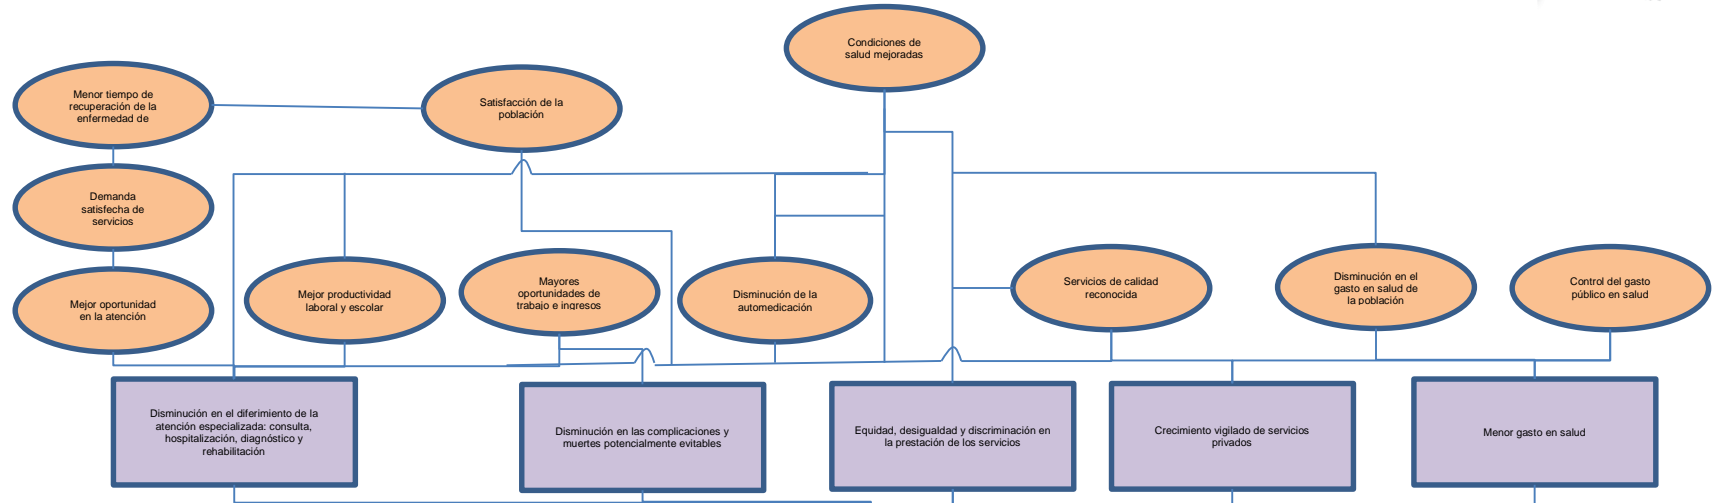 Condiciones de
salud mejoradas
Menor tiempo de
recuperación de la
enfermedad de
Satisfacción de la
población
Demanda
satisfecha de
servicios
Mejor oportunidad
en la atención
Mejor productividad
laboral y escolar
Mayores
oportunidades de
trabajo e ingresos
Disminución de la
automedicación
Servicios de calidad
reconocida
Disminución en el
gasto en salud de
la población
Control del gasto
público en salud
Disminución en el diferimiento de la
atención especializada: consulta,
hospitalización, diagnóstico y
rehabilitación
Disminución en las complicaciones y
muertes potencialmente evitables
Equidad, desigualdad y discriminación en
la prestación de los servicios
Crecimiento vigilado de servicios
privados
Menor gasto en salud